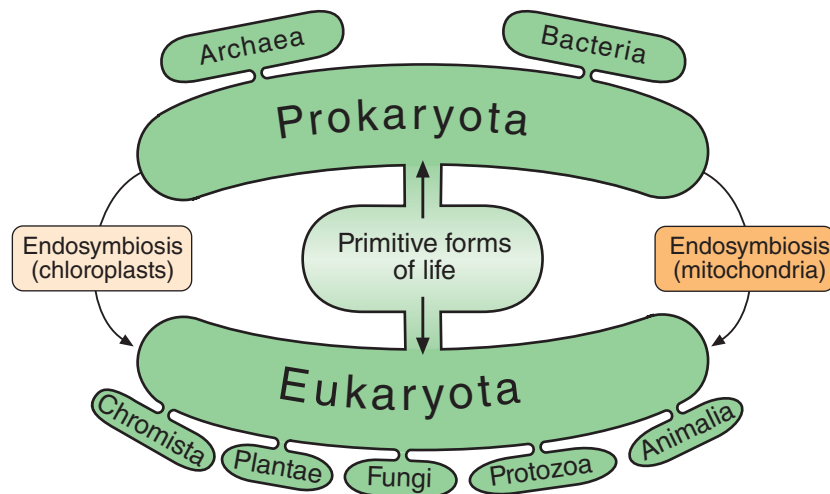 Archaea
Bacteria
Prokaryota
Endosymbiosis
(chloroplasts)
Primitive forms
of life
Endosymbiosis
(mitochondria)
Eukaryota
Chromista
Plantae
Fungi
Protozoa
Animalia